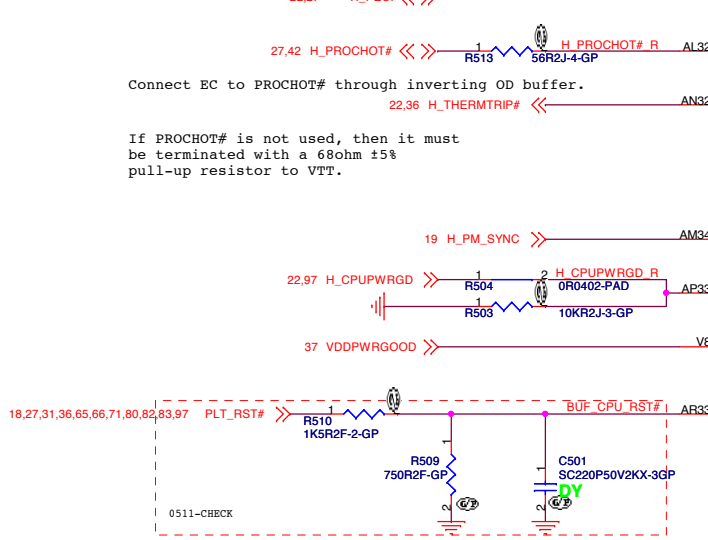 27,42 H_PROCHOT# 1 R513 56R2J-4-GP H_PROCHOT#_R AL32
Connect EC to PROCHOT# through inverting OD buffer.
22,36 H_THERMTRIP# AN32
If PROCHOT# is not used, then it must
be terminated with a 68ohm ±5%
pull-up resistor to VTT.
19 H_PM_SYNC AM34
22,97 H_CPUPWRGD 1 2 H_CPUPWRGD_R
R504 0R0402-PAD AP33
1
R503 10KR2J-3-GP
37 VDDPWRGOOD V8
18,27,31,36,65,66,71,80,82,83,97 PLT_RST# 1 BUF_CPU_RST# AR33
R510
1K5R2F-2-GP
1
R509
750R2F-GP
2
G/P
1
C501
SC220P50V2KX-3GP
DY
2
G/P
0511-CHECK